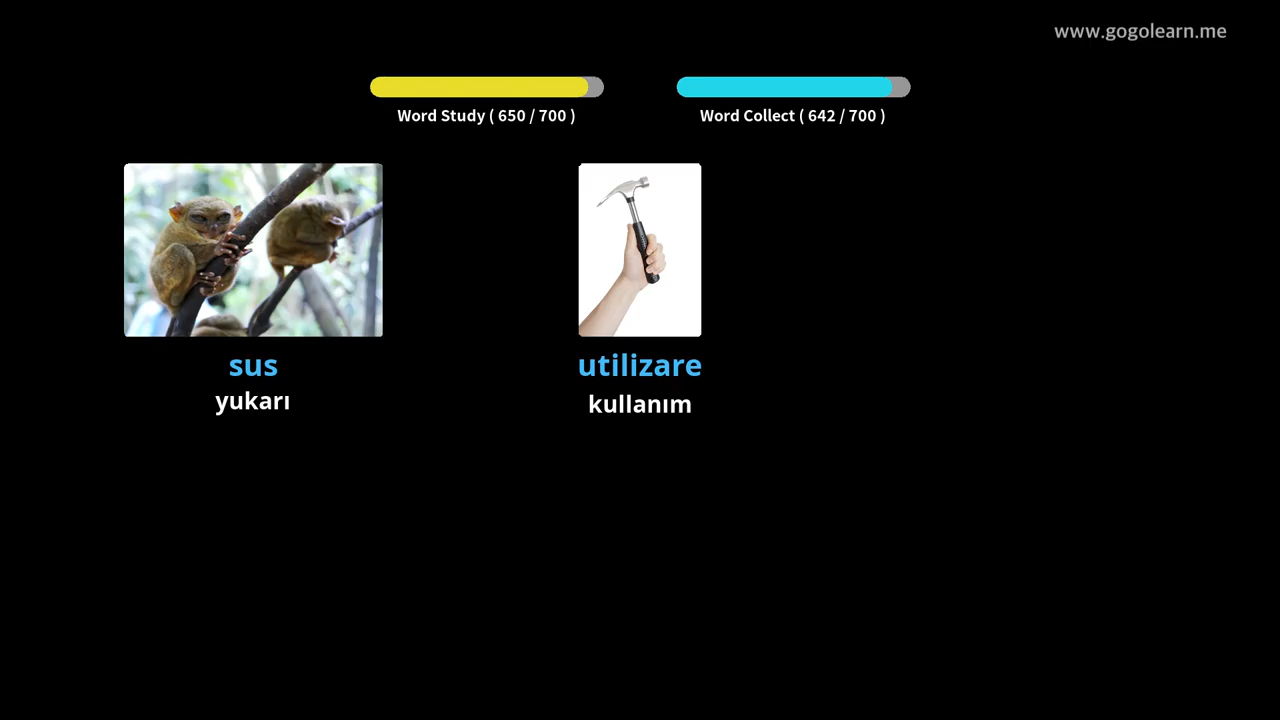 www.gogolearn.me
Word Study ( 650 / 700 )
Word Collect ( 642 / 700 )
sus
yukarı
utilizare
kullanım